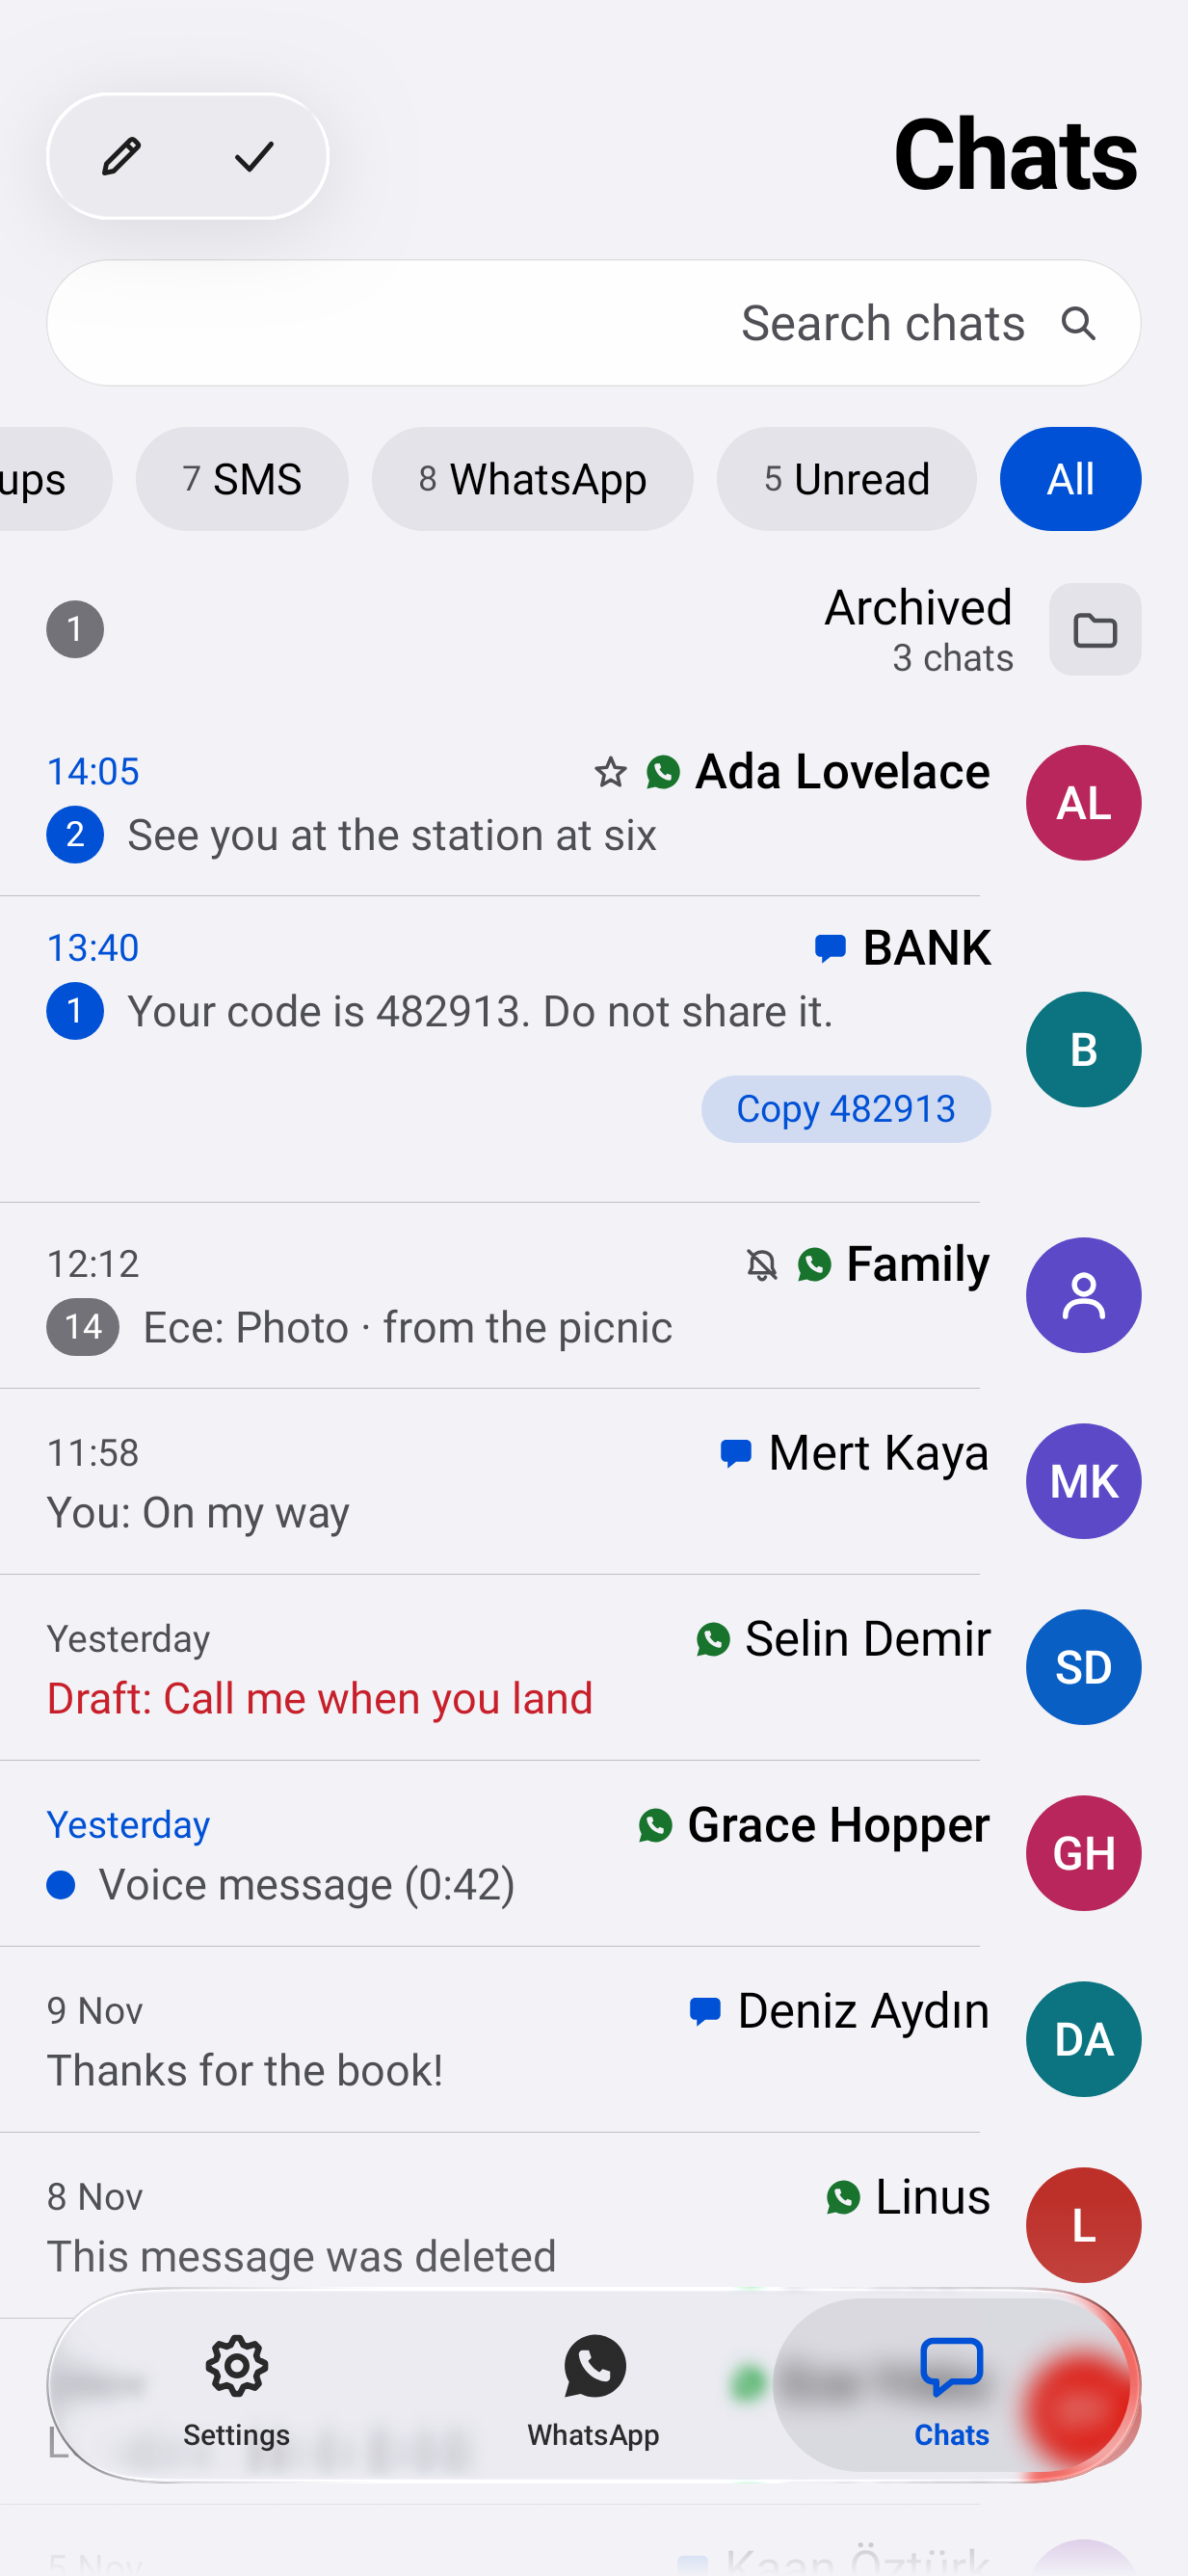 Chats
Search chats
All
5 Unread
8 WhatsApp
7 SMS
ups
Archived
3 chats
1
AL
Ada Lovelace
14:05
2 See you at the station at six
B
BANK
13:40
1 Your code is 482913. Do not share it.
Copy 482913
Family
12:12
14 Ece: Photo · from the picnic
MK
Mert Kaya
11:58
You: On my way
SD
Selin Demir
Yesterday
Draft: Call me when you land
GH
Grace Hopper
Yesterday
Voice message (0:42)
DA
Deniz Aydın
9 Nov
Thanks for the book!
L
Linus
8 Nov
This message was deleted
Chats
WhatsApp
Settings
Kaan Öztürk
5 Nov